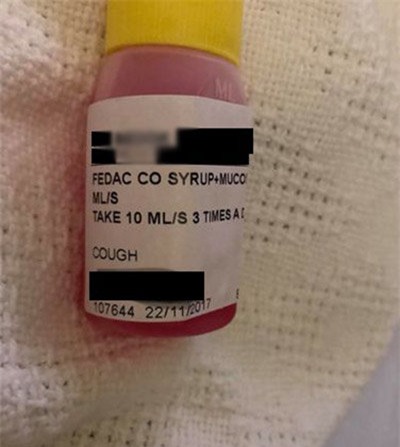 FEDAC CO SYRUP+MUCO
ML/S
TAKE 10 ML/S 3 TIMES A
COUGH
107644 22/11/2017